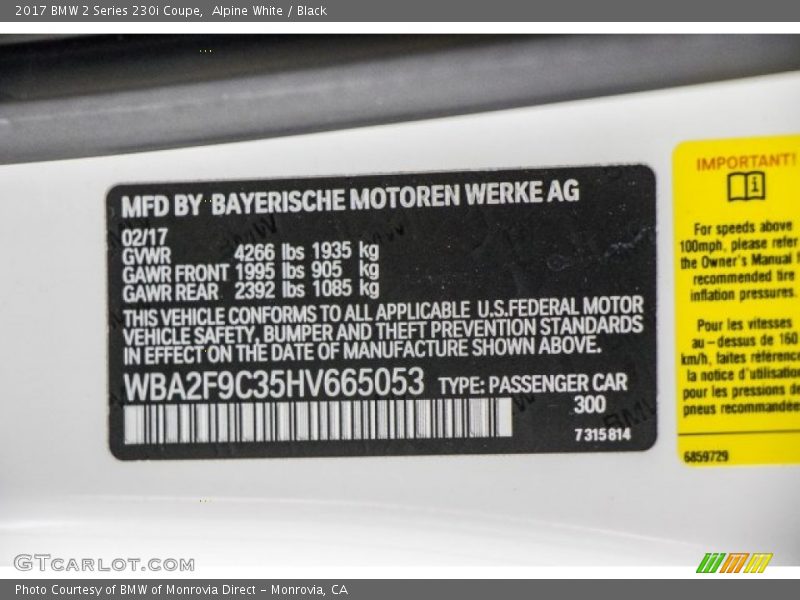 2017 BMW 2 Series 230i Coupe,  Alpine White / Black
MFD BY BAYERISCHE MOTOREN WERKE AG
02/17
GVWR 4266 lbs 1935 kg
GAWR FRONT 1995 lbs 905 kg
GAWR REAR 2392 lbs 1085 kg
THIS VEHICLE CONFORMS TO ALL APPLICABLE U.S.FEDERAL MOTOR
VEHICLE SAFETY, BUMPER AND THEFT PREVENTION STANDARDS
IN EFFECT ON THE DATE OF MANUFACTURE SHOWN ABOVE.
WBA2F9C35HV665053 TYPE: PASSENGER CAR
300
7315814
IMPORTANT!
For speeds above
100mph, please refer
the Owner's Manual
recommended tire
inflation pressures.
Pour les vitesses
au-dessus de 160
km/h, faites référence
la notice d'utilisation
pour les pressions de
pneus recommandées
6859729
GTCARLOT.COM
Photo Courtesy of BMW of Monrovia Direct - Monrovia, CA